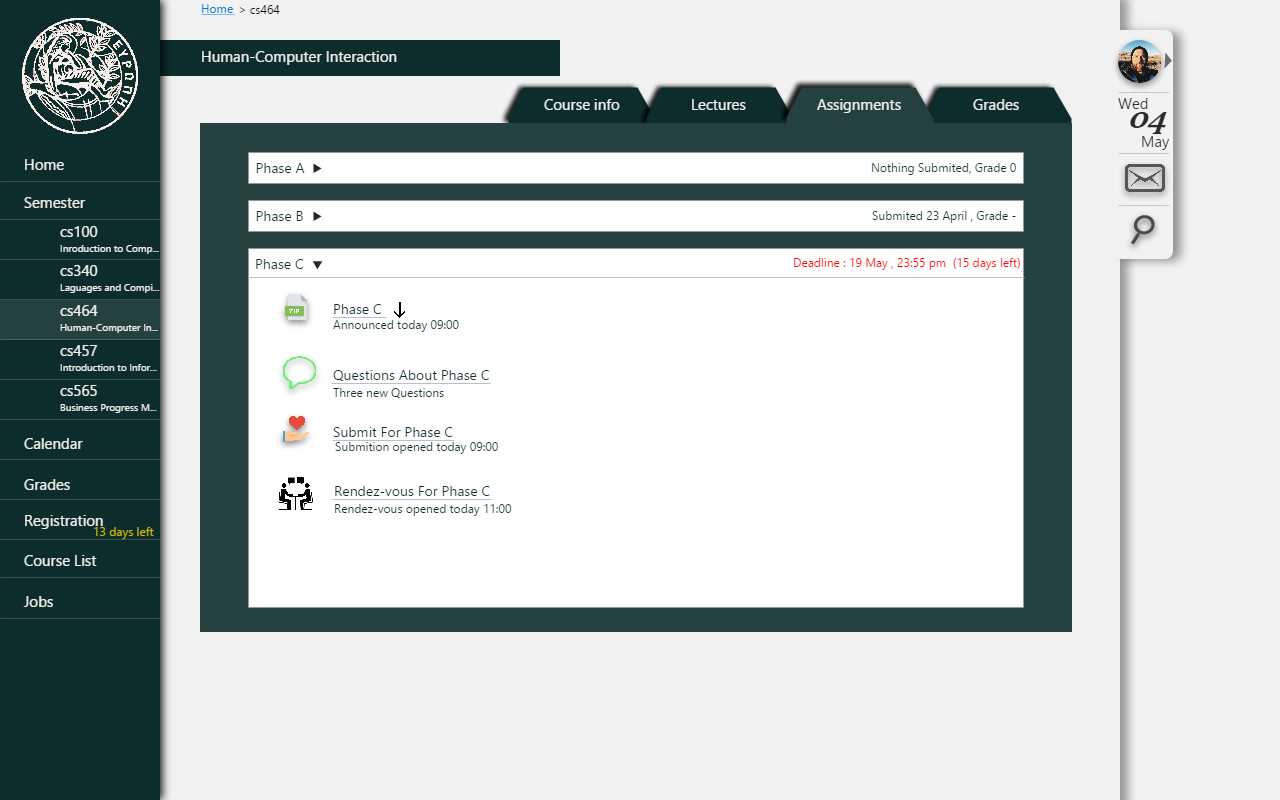 ΕΥΡΩΠΗ
Home
Semester
cs100
Inroduction to Comp...
cs340
Laguages and Compi...
cs464
Human-Computer In...
cs457
Introduction to Infor...
cs565
Business Progress M...
Calendar
Grades
Registration
13 days left
Course List
Jobs
Home > cs464
Human-Computer Interaction
Course info
Lectures
Assignments
Grades
Phase A
Nothing Submited, Grade 0
Phase B
Submited 23 April , Grade -
Phase C
Deadline : 19 May , 23:55 pm (15 days left)
ZIP
Phase C
Announced today 09:00
Questions About Phase C
Three new Questions
Submit For Phase C
Submition opened today 09:00
Rendez-vous For Phase C
Rendez-vous opened today 11:00
Wed
04
May